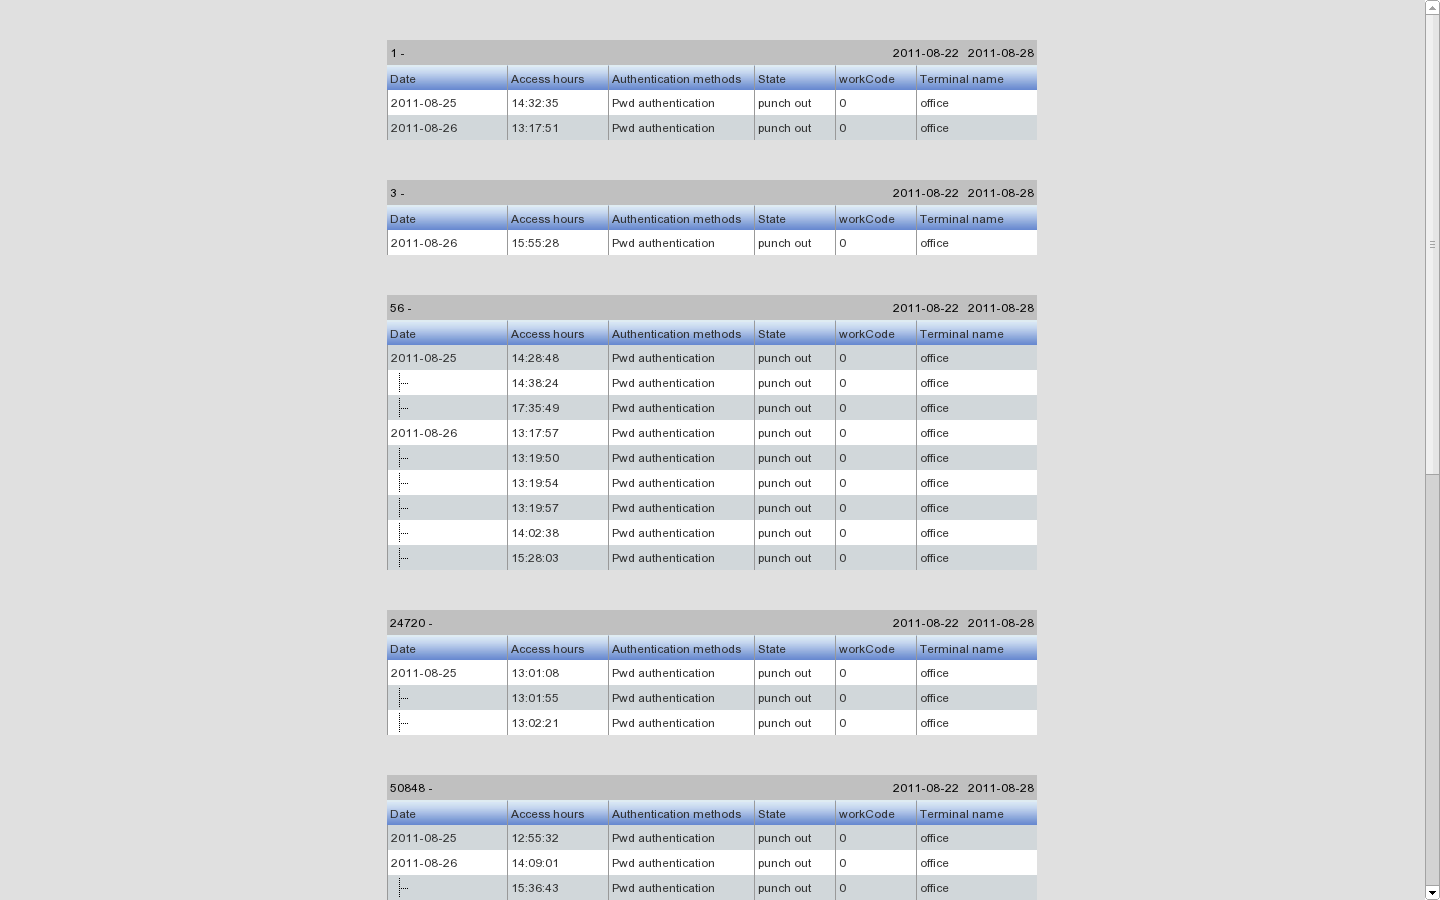 1 - 2011-08-22 2011-08-28
Date Access hours Authentication methods State workCode Terminal name
2011-08-25 14:32:35 Pwd authentication punch out 0 office
2011-08-26 13:17:51 Pwd authentication punch out 0 office
3 - 2011-08-22 2011-08-28
Date Access hours Authentication methods State workCode Terminal name
2011-08-26 15:55:28 Pwd authentication punch out 0 office
56 - 2011-08-22 2011-08-28
Date Access hours Authentication methods State workCode Terminal name
2011-08-25 14:28:48 Pwd authentication punch out 0 office
14:38:24 Pwd authentication punch out 0 office
17:35:49 Pwd authentication punch out 0 office
2011-08-26 13:17:57 Pwd authentication punch out 0 office
13:19:50 Pwd authentication punch out 0 office
13:19:54 Pwd authentication punch out 0 office
13:19:57 Pwd authentication punch out 0 office
14:02:38 Pwd authentication punch out 0 office
15:28:03 Pwd authentication punch out 0 office
24720 - 2011-08-22 2011-08-28
Date Access hours Authentication methods State workCode Terminal name
2011-08-25 13:01:08 Pwd authentication punch out 0 office
13:01:55 Pwd authentication punch out 0 office
13:02:21 Pwd authentication punch out 0 office
50848 - 2011-08-22 2011-08-28
Date Access hours Authentication methods State workCode Terminal name
2011-08-25 12:55:32 Pwd authentication punch out 0 office
2011-08-26 14:09:01 Pwd authentication punch out 0 office
15:36:43 Pwd authentication punch out 0 office